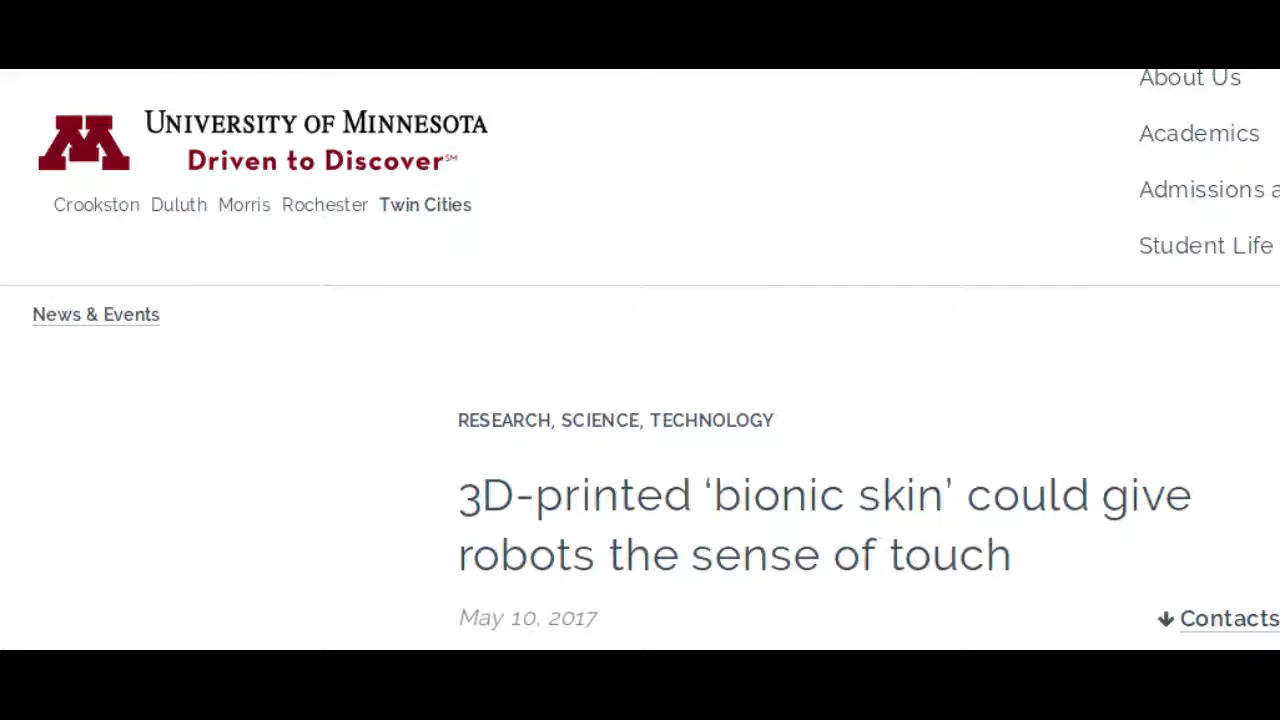 About Us
UNIVERSITY OF MINNESOTA
Driven to Discover℠
Academics
Admissions a
Crookston Duluth Morris Rochester Twin Cities
Student Life
News & Events
RESEARCH, SCIENCE, TECHNOLOGY
3D-printed ‘bionic skin’ could give
robots the sense of touch
May 10, 2017
Contacts